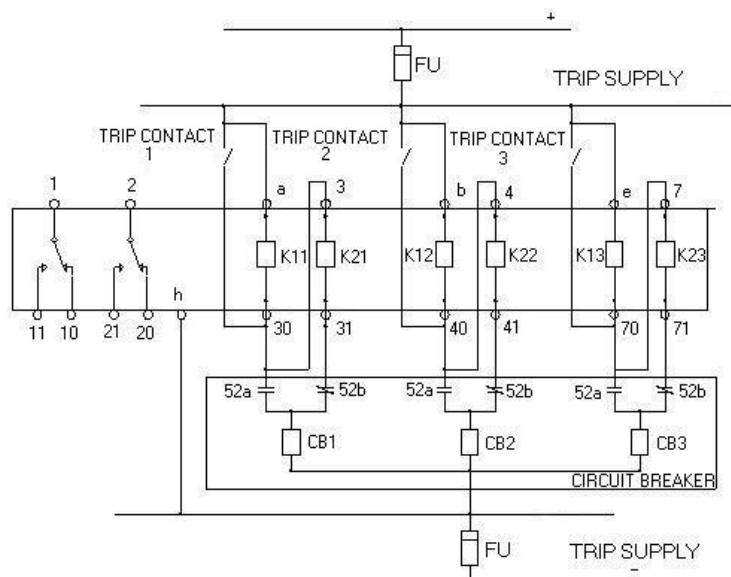 +
FU
TRIP SUPPLY
TRIP CONTACT
1
TRIP CONTACT
2
TRIP CONTACT
3
1
2
a
3
b
4
e
7
K11
K21
K12
K22
K13
K23
h
11
10
21
20
30
31
40
41
70
71
52a
52b
52a
52b
52a
52b
CB1
CB2
CB3
CIRCUIT BREAKER
FU
TRIP SUPPLY
-